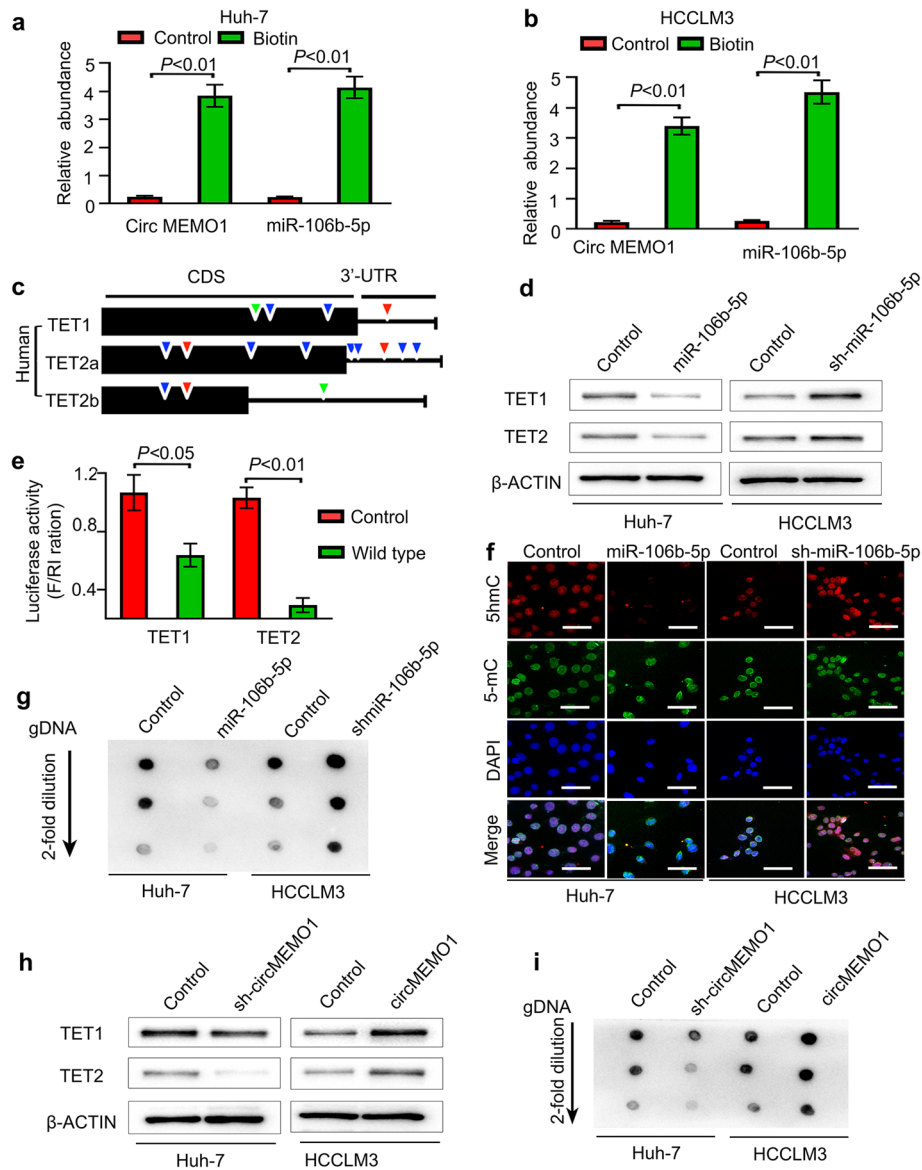 a
Huh-7
Control
Biotin
P<0.01
P<0.01
Relative abundance
5
4
3
2
1
0
Circ MEMO1
miR-106b-5p
b
HCCLM3
Control
Biotin
P<0.01
P<0.01
Relative abundance
5
4
3
2
1
0
Circ MEMO1
miR-106b-5p
c
CDS
3’-UTR
Human
TET1
TET2a
TET2b
d
Control
miR-106b-5p
Control
sh-miR-106b-5p
TET1
TET2
β-ACTIN
Huh-7
HCCLM3
e
P<0.05
P<0.01
Luciferase activity
(F/RI ration)
1.2
0.4
Control
Wild type
TET1
TET2
f
Control
miR-106b-5p
Control
sh-miR-106b-5p
5hmC
5-mC
DAPI
Merge
Huh-7
HCCLM3
g
Control
miR-106b-5p
Control
shmiR-106b-5p
gDNA
2-fold dilution
Huh-7
HCCLM3
h
Control
sh-circMEMO1
Control
circMEMO1
TET1
TET2
β-ACTIN
Huh-7
HCCLM3
i
Control
sh-circMEMO1
Control
circMEMO1
gDNA
2-fold dilution
Huh-7
HCCLM3